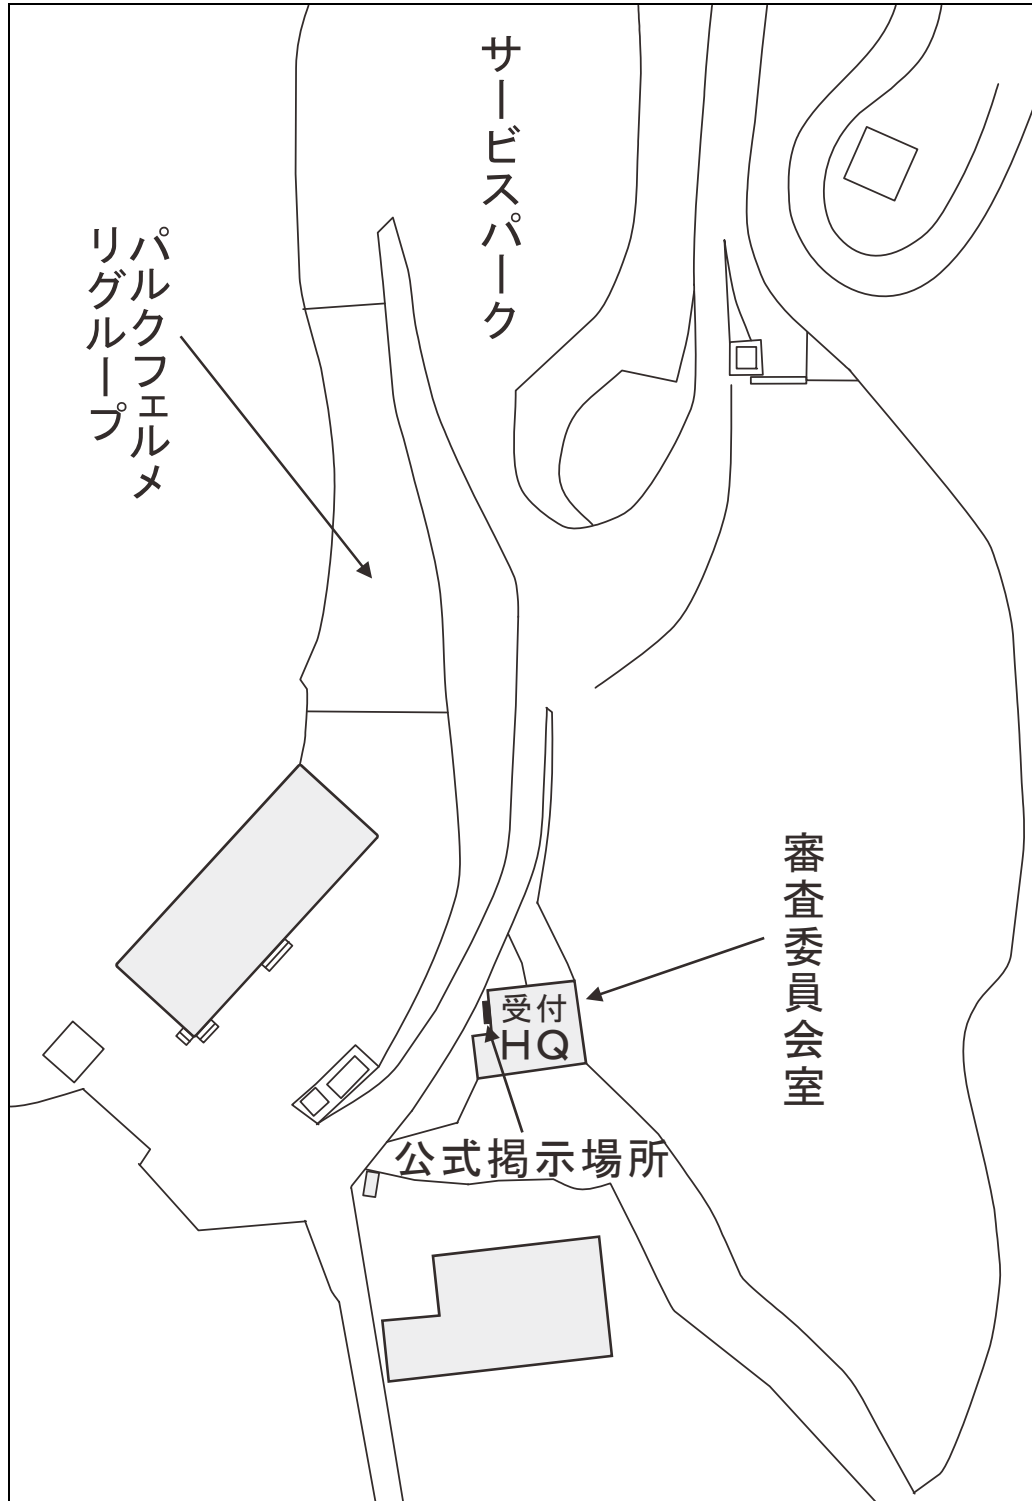 サービスパーク
パルクフェルメ
リグループ
審査委員会室
受付
HQ
公式掲示場所